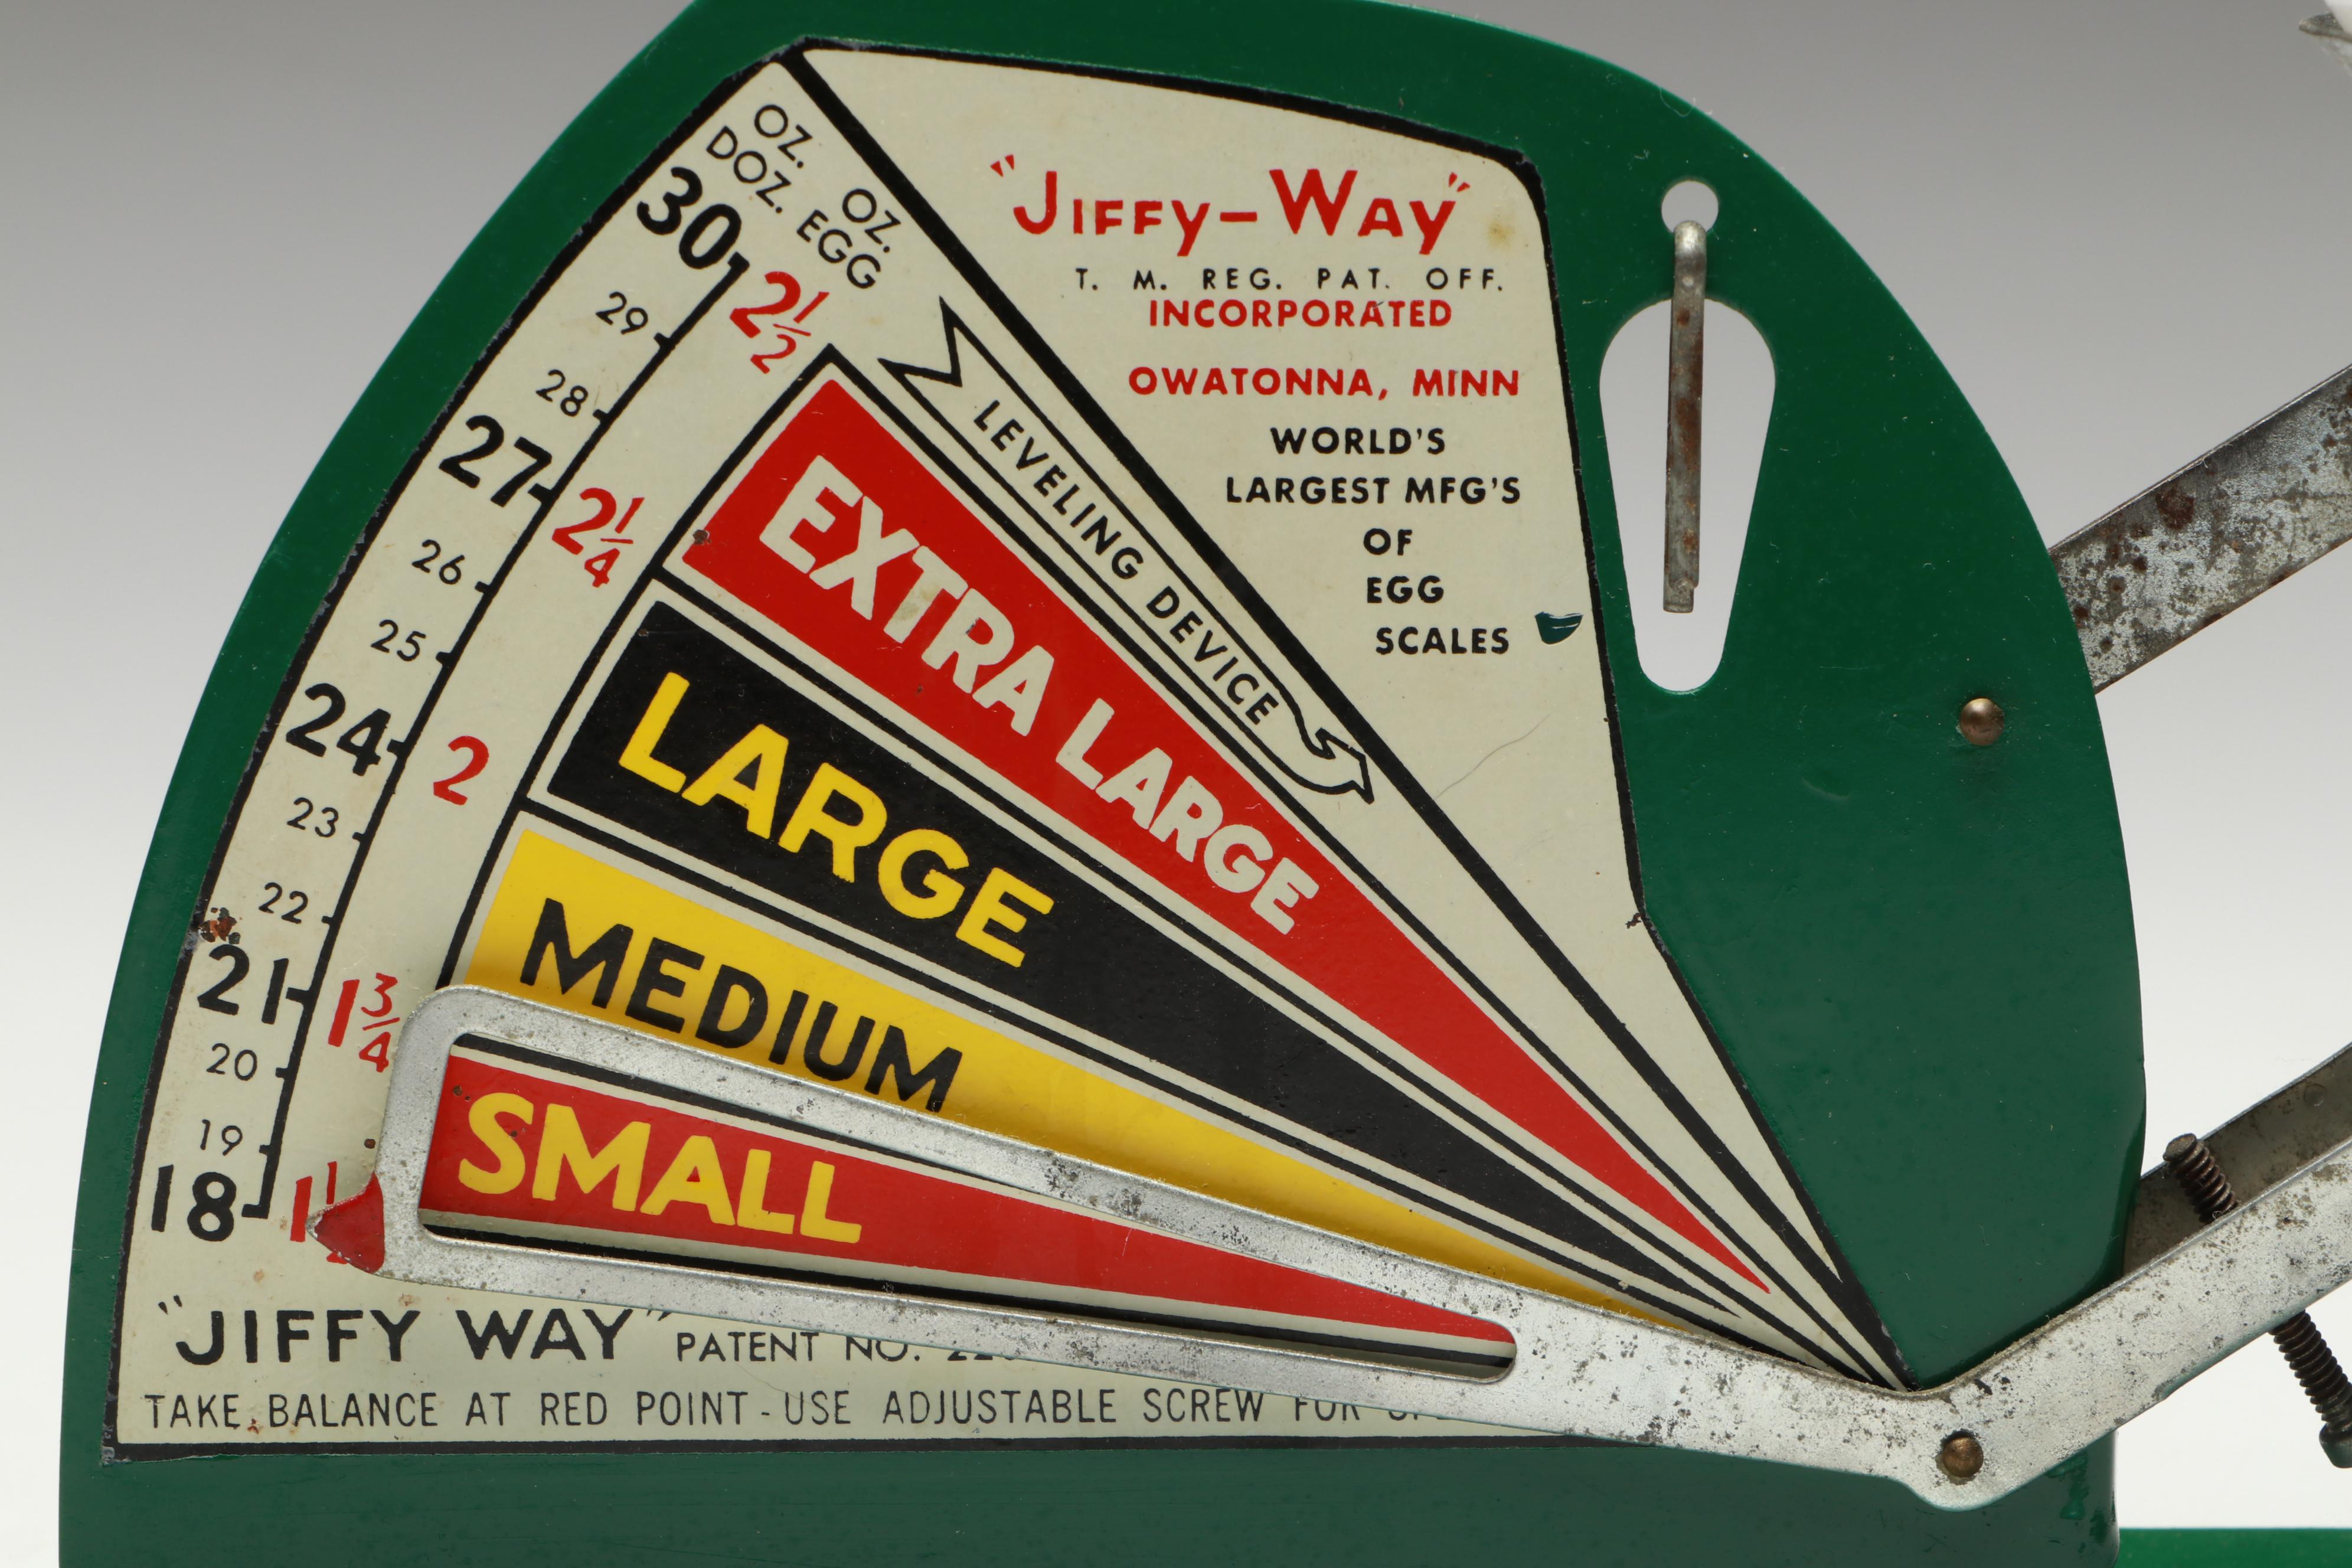 OZ. OZ.
DOZ. EGG
30 2 1/2
29
28
27 2 1/4
26
25
24 2
23
22
21 1 3/4
20
19
18 1
"JIFFY-WAY"
T. M. REG. PAT. OFF.
INCORPORATED
OWATONNA, MINN
WORLD'S
LARGEST MFG'S
OF
EGG
SCALES
LEVELING DEVICE
EXTRA LARGE
LARGE
MEDIUM
SMALL
"JIFFY WAY" PATENT NO.
TAKE BALANCE AT RED POINT - USE ADJUSTABLE SCREW FOR